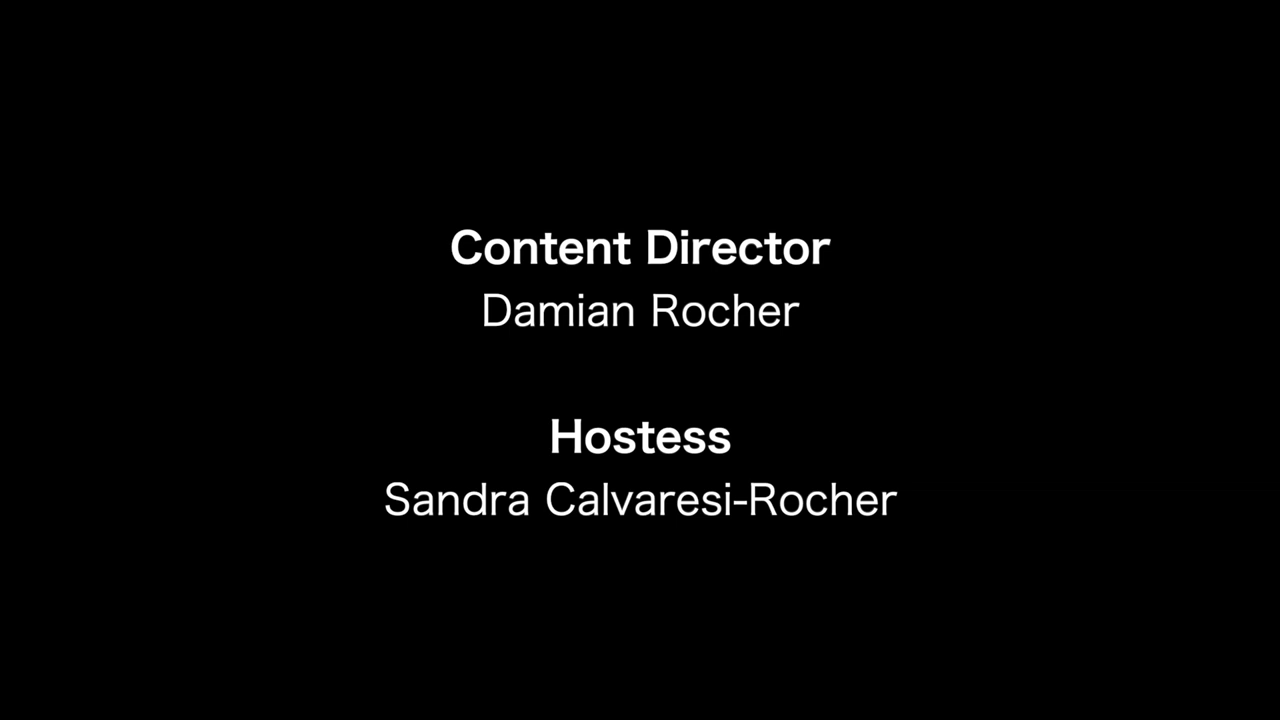 Content Director
Damian Rocher
Hostess
Sandra Calvaresi-Rocher